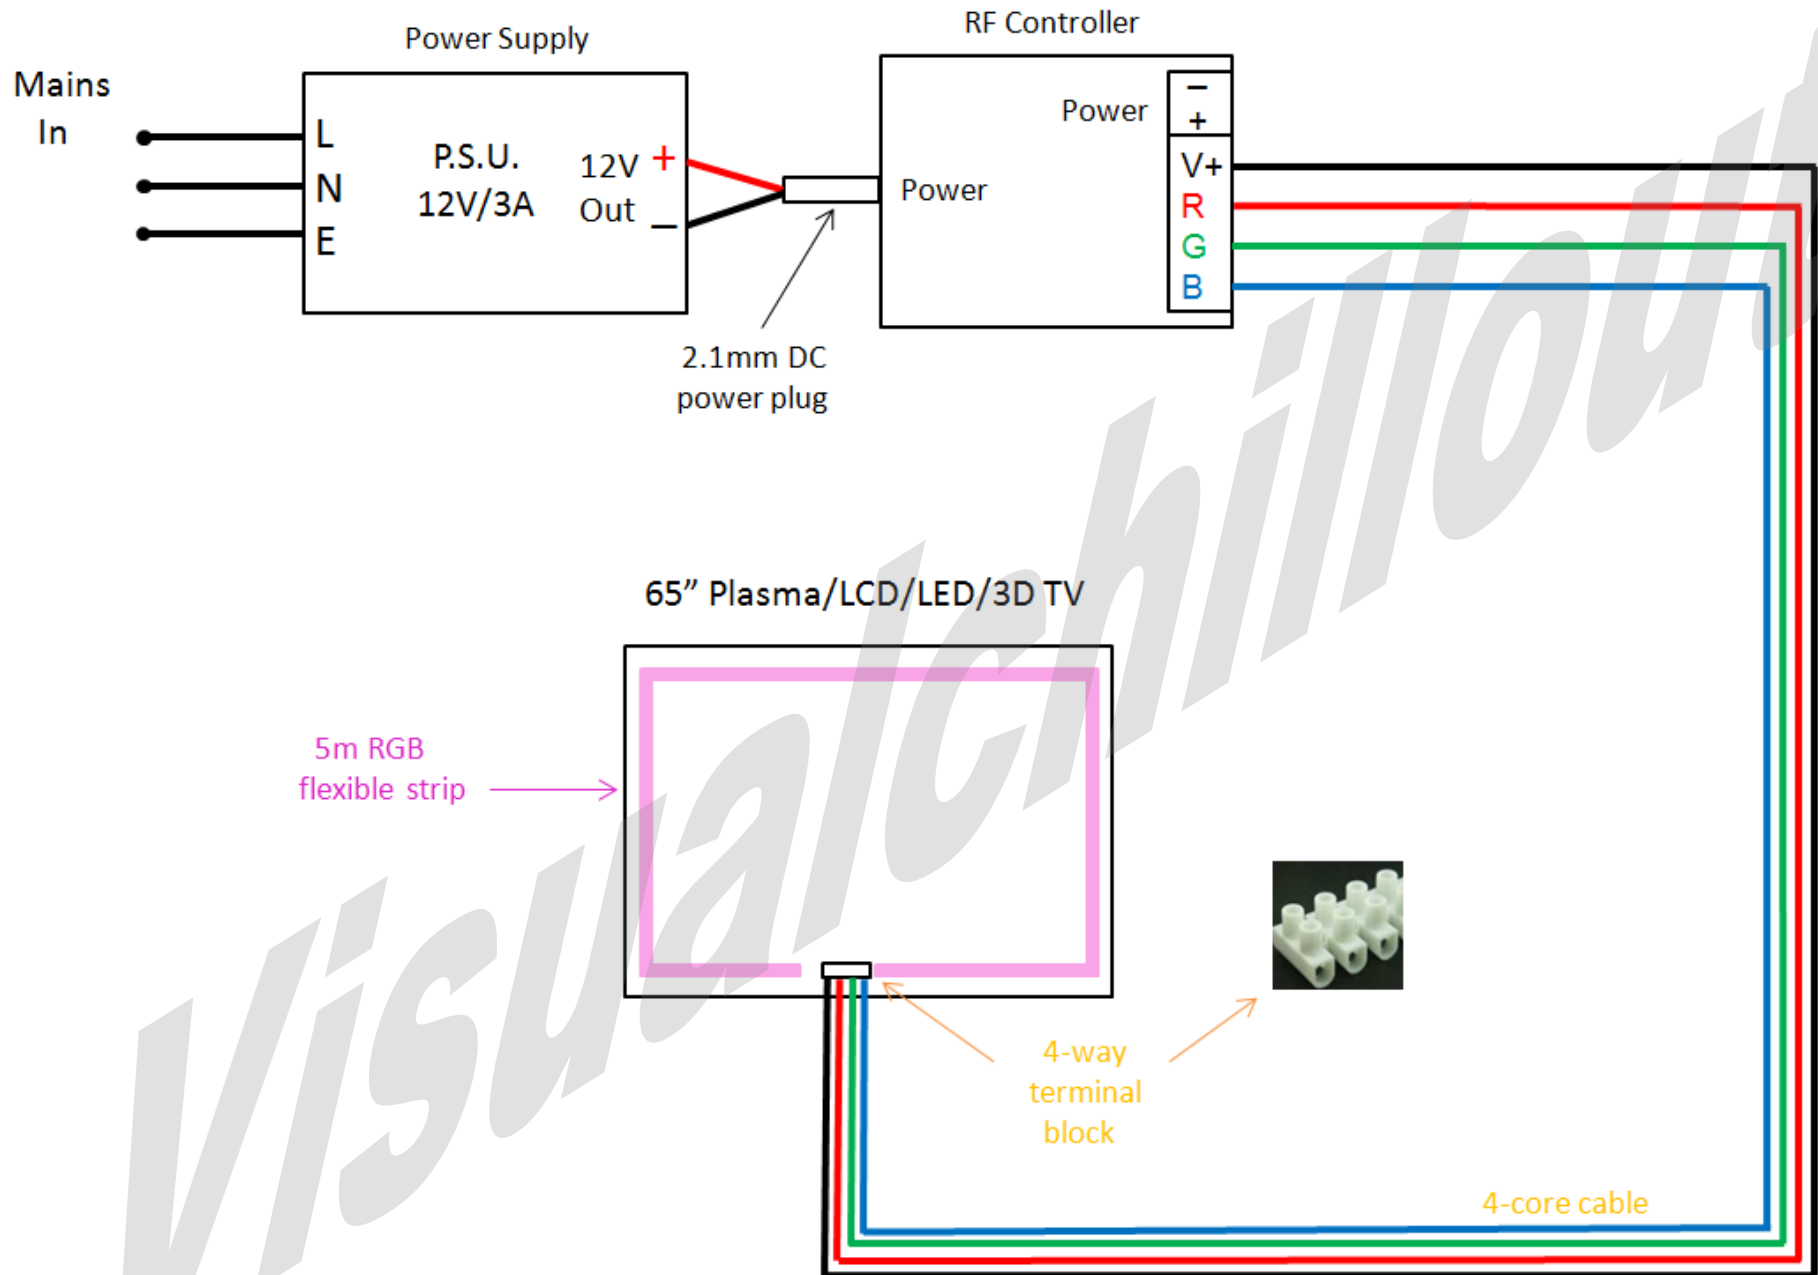 Power Supply
RF Controller
Mains
In
L
N
E
P.S.U.
12V/3A
12V +
Out –
Power
Power
–
+
V+
R
G
B
2.1mm DC
power plug
65” Plasma/LCD/LED/3D TV
5m RGB
flexible strip
4-way
terminal
block
4-core cable
Visualchillout